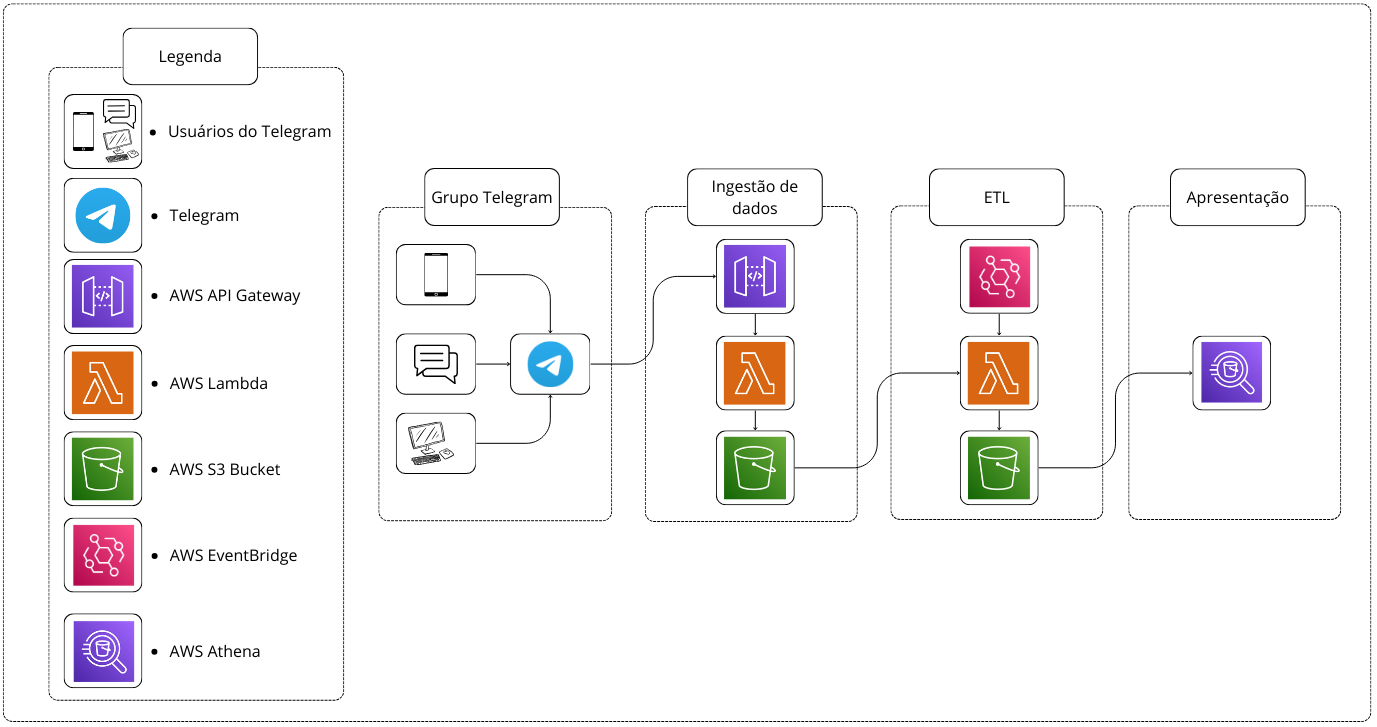 Legenda
Usuários do Telegram
Telegram
AWS API Gateway
AWS Lambda
AWS S3 Bucket
AWS EventBridge
AWS Athena
Grupo Telegram
Ingestão de
dados
ETL
Apresentação